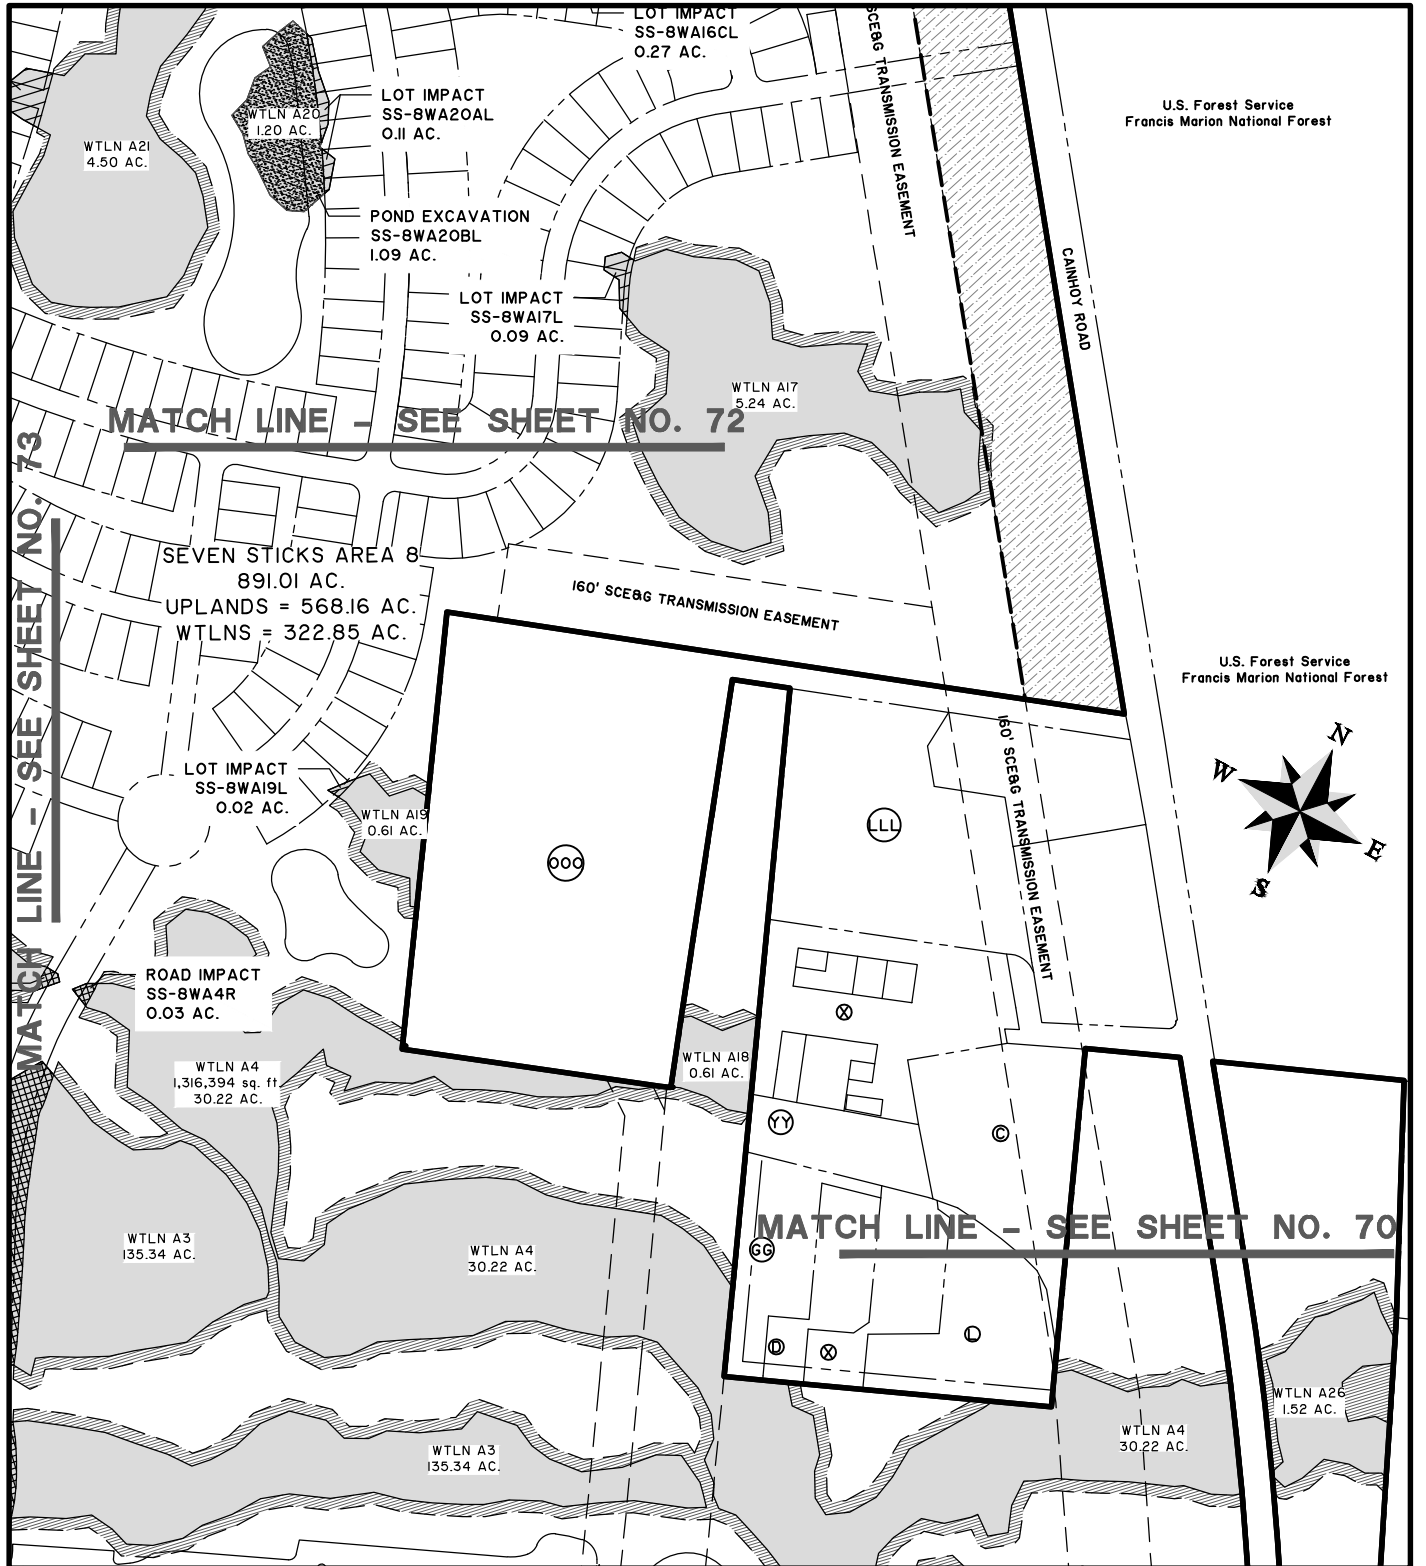 LOT IMPACT
SS-8WA16CL
0.27 AC.
SCE&G TRANSMISSION EASEMENT
U.S. Forest Service
Francis Marion National Forest
LOT IMPACT
SS-8WA20AL
0.11 AC.
WTLN A20
1.20 AC.
WTLN A21
4.50 AC.
POND EXCAVATION
SS-8WA20BL
1.09 AC.
CAINHOY ROAD
LOT IMPACT
SS-8WA17L
0.09 AC.
WTLN A17
5.24 AC.
MATCH LINE - SEE SHEET NO. 72
MATCH LINE - SEE SHEET NO. 73
SEVEN STICKS AREA 8
891.01 AC.
UPLANDS = 568.16 AC.
WTLNS = 322.85 AC.
160' SCE&G TRANSMISSION EASEMENT
U.S. Forest Service
Francis Marion National Forest
160' SCE&G TRANSMISSION EASEMENT
N
W
E
S
LOT IMPACT
SS-8WA19L
0.02 AC.
WTLN A19
0.61 AC.
LLL
OOO
ROAD IMPACT
SS-8WA4R
0.03 AC.
X
WTLN A4
1,316,394 sq. ft.
30.22 AC.
WTLN A18
0.61 AC.
YY
C
MATCH LINE - SEE SHEET NO. 70
WTLN A3
135.34 AC.
WTLN A4
30.22 AC.
GG
D
X
L
WTLN A26
1.52 AC.
WTLN A4
30.22 AC.
WTLN A3
135.34 AC.